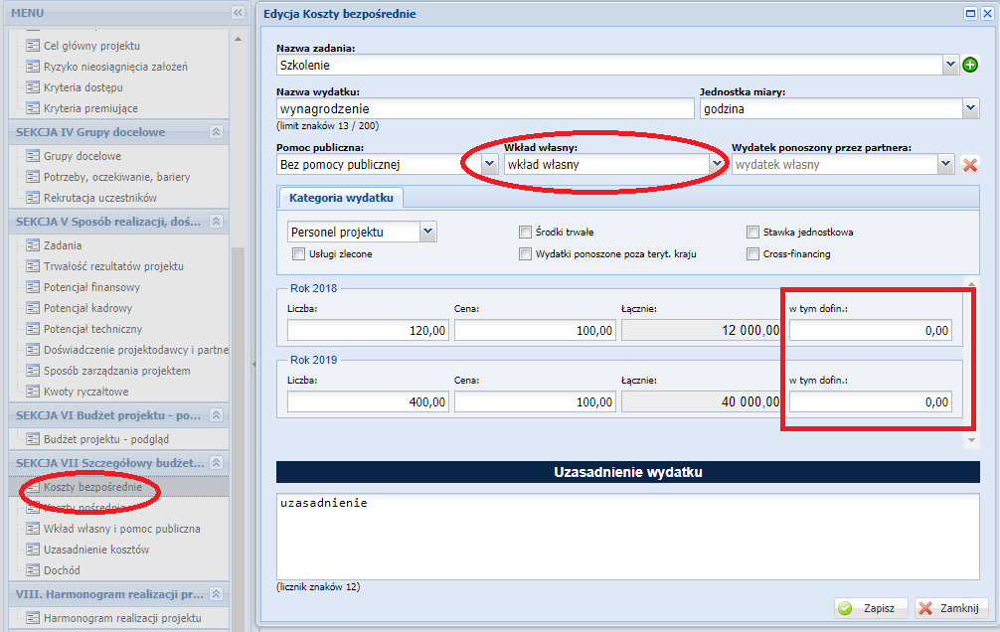 MENU
Cel główny projektu
Ryzyko nieosiągnięcia założeń
Kryteria dostępu
Kryteria premiujące
SEKCJA IV Grupy docelowe
Grupy docelowe
Potrzeby, oczekiwanie, bariery
Rekrutacja uczestników
SEKCJA V Sposób realizacji, doś...
Zadania
Trwałość rezultatów projektu
Potencjał finansowy
Potencjał kadrowy
Potencjał techniczny
Doświadczenie projektodawcy i partne
Sposób zarządzania projektem
Kwoty ryczałtowe
SEKCJA VI Budżet projektu - po...
Budżet projektu - podgląd
SEKCJA VII Szczegółowy budżet...
Koszty bezpośrednie
Koszty pośrednie
Wkład własny i pomoc publiczna
Uzasadnienie kosztów
Dochód
VIII. Harmonogram realizacji pr...
Harmonogram realizacji projektu
Edycja Koszty bezpośrednie
Nazwa zadania:
Szkolenie
Nazwa wydatku: Jednostka miary:
wynagrodzenie godzina
(limit znaków 13 / 200)
Pomoc publiczna: Wkład własny: Wydatek ponoszony przez partnera:
Bez pomocy publicznej wkład własny wydatek własny
Kategoria wydatku
Personel projektu Środki trwałe Stawka jednostkowa
Usługi zlecone Wydatki ponoszone poza teryt. kraju Cross-financing
Rok 2018
Liczba: Cena: Łącznie: w tym dofin.:
120,00 100,00 12 000,00 0,00
Rok 2019
Liczba: Cena: Łącznie: w tym dofin.:
400,00 100,00 40 000,00 0,00
Uzasadnienie wydatku
uzasadnienie
(licznik znaków 12)
Zapisz Zamknij